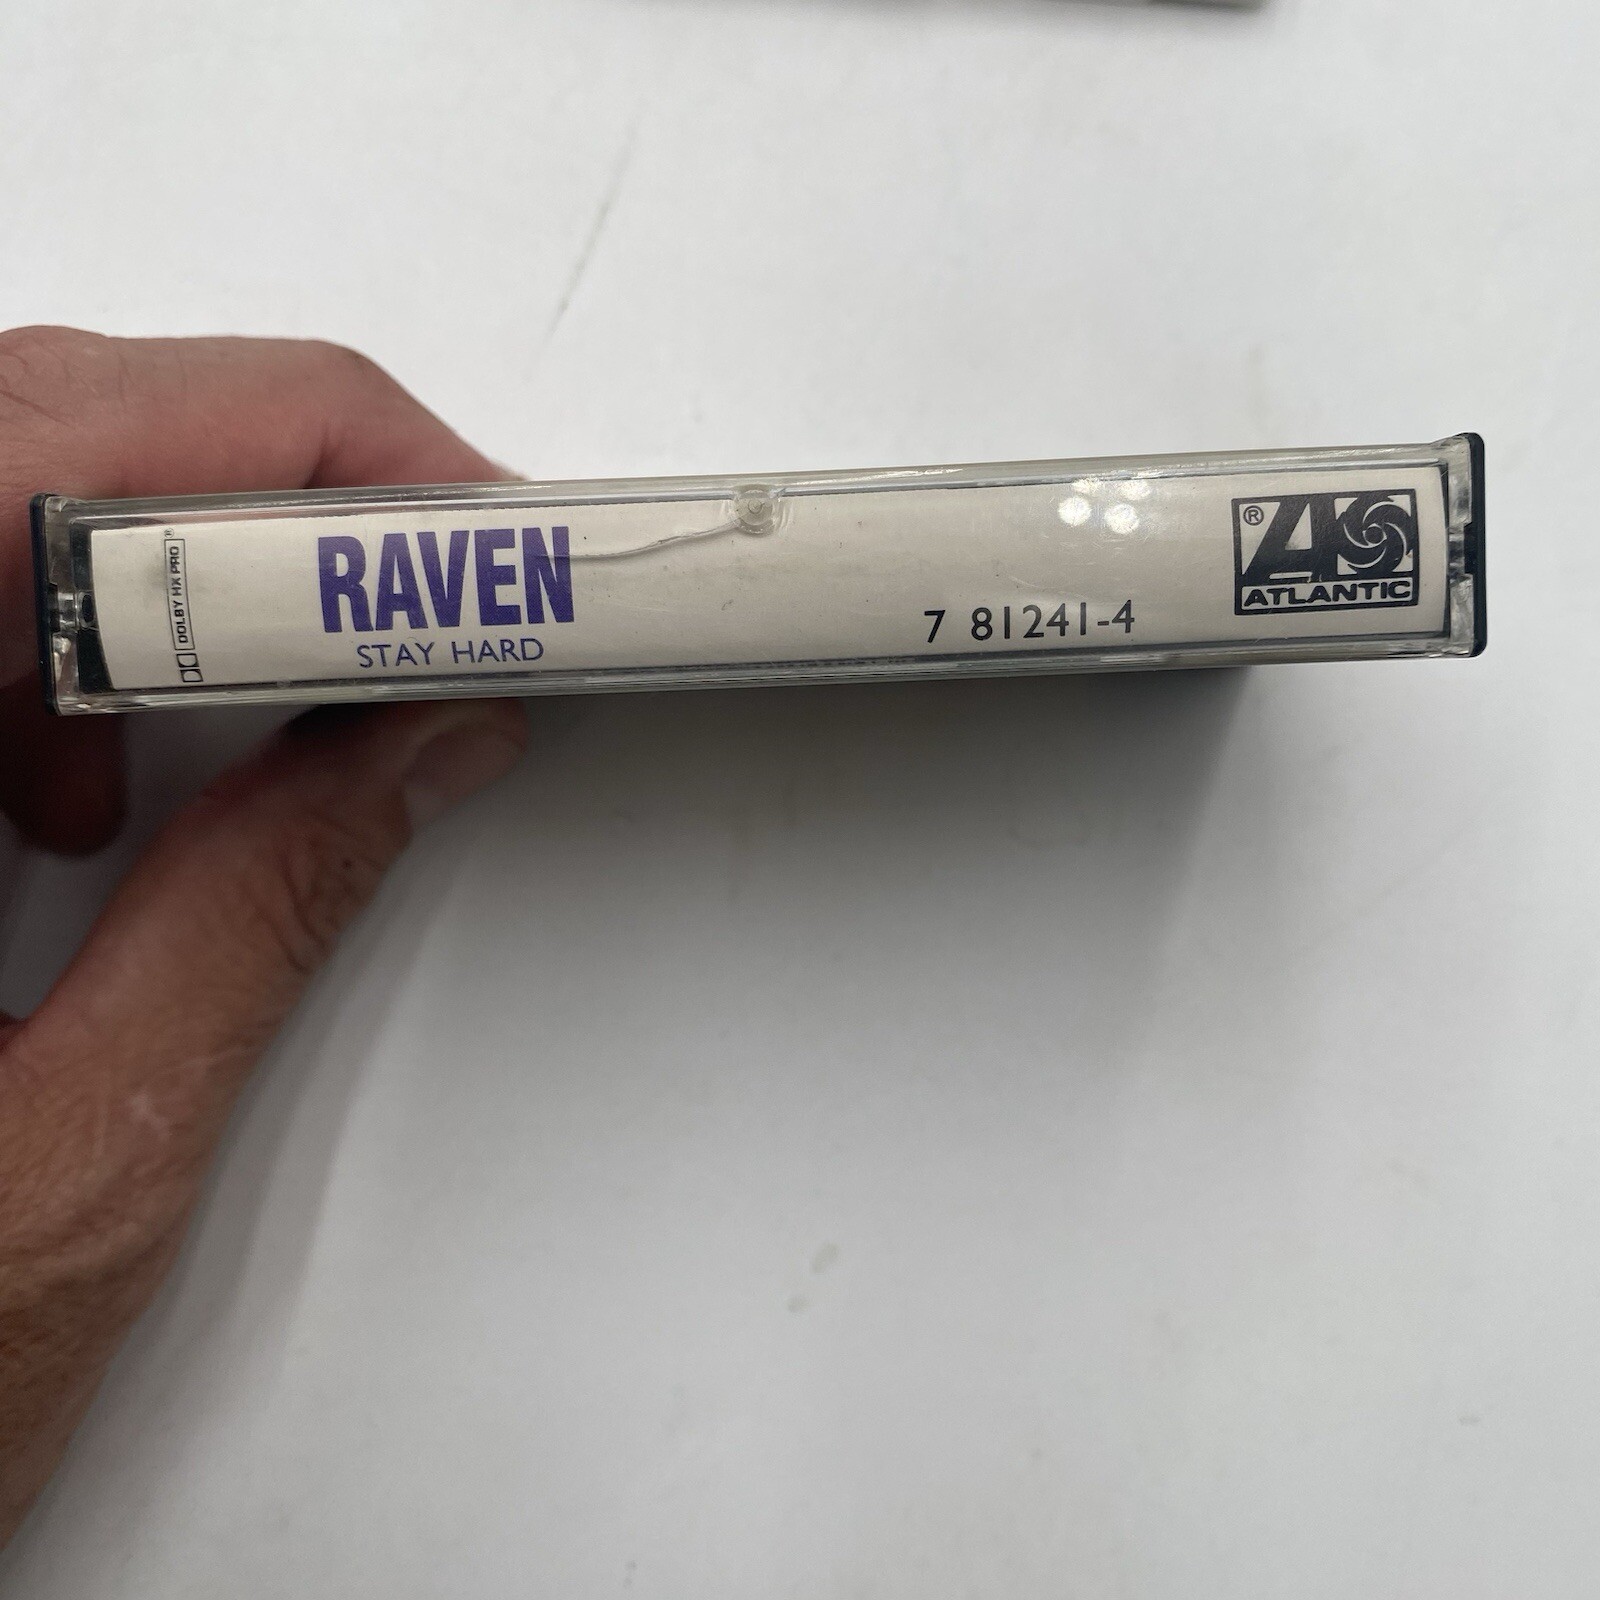 DOLBY HX PRO®
RAVEN
STAY HARD
7 81241-4
®
ATLANTIC